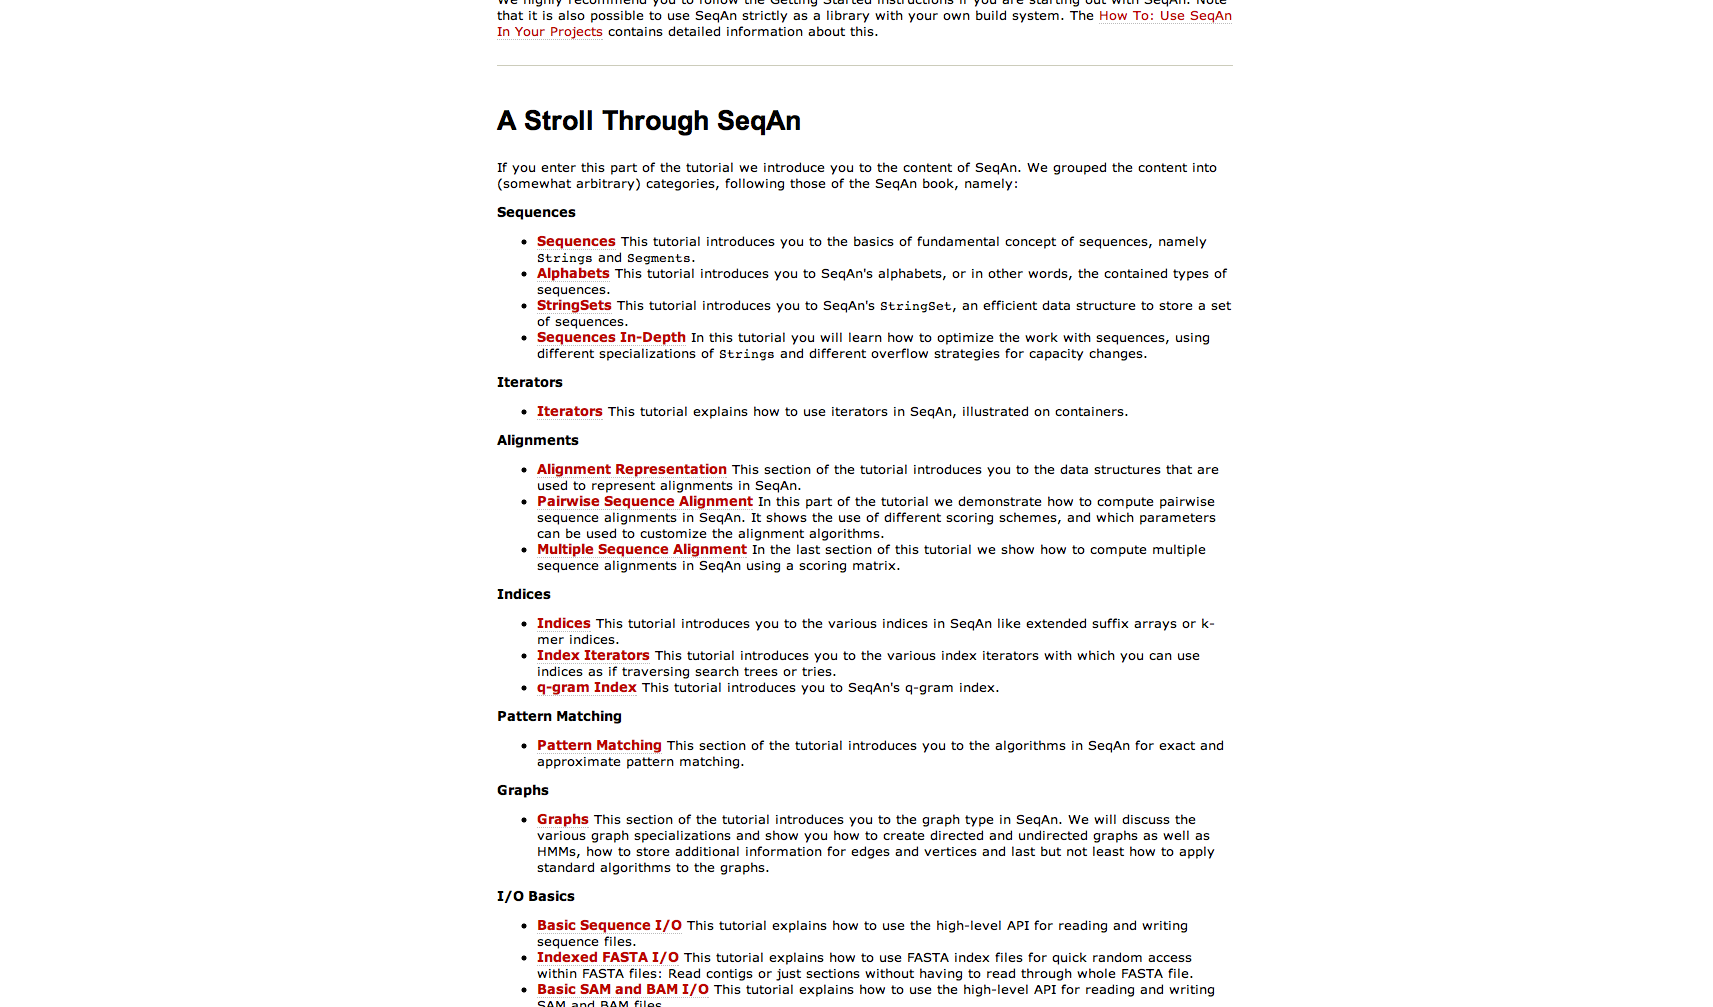 We highly recommend you to follow the Getting Started instructions if you are starting out with SeqAn. Note
that it is also possible to use SeqAn strictly as a library with your own build system. The How To: Use SeqAn
In Your Projects contains detailed information about this.
A Stroll Through SeqAn
If you enter this part of the tutorial we introduce you to the content of SeqAn. We grouped the content into
(somewhat arbitrary) categories, following those of the SeqAn book, namely:
Sequences
• Sequences This tutorial introduces you to the basics of fundamental concept of sequences, namely
Strings and Segments.
• Alphabets This tutorial introduces you to SeqAn's alphabets, or in other words, the contained types of
sequences.
• StringSets This tutorial introduces you to SeqAn's StringSet, an efficient data structure to store a set
of sequences.
• Sequences In-Depth In this tutorial you will learn how to optimize the work with sequences, using
different specializations of Strings and different overflow strategies for capacity changes.
Iterators
• Iterators This tutorial explains how to use iterators in SeqAn, illustrated on containers.
Alignments
• Alignment Representation This section of the tutorial introduces you to the data structures that are
used to represent alignments in SeqAn.
• Pairwise Sequence Alignment In this part of the tutorial we demonstrate how to compute pairwise
sequence alignments in SeqAn. It shows the use of different scoring schemes, and which parameters
can be used to customize the alignment algorithms.
• Multiple Sequence Alignment In the last section of this tutorial we show how to compute multiple
sequence alignments in SeqAn using a scoring matrix.
Indices
• Indices This tutorial introduces you to the various indices in SeqAn like extended suffix arrays or k-
mer indices.
• Index Iterators This tutorial introduces you to the various index iterators with which you can use
indices as if traversing search trees or tries.
• q-gram Index This tutorial introduces you to SeqAn's q-gram index.
Pattern Matching
• Pattern Matching This section of the tutorial introduces you to the algorithms in SeqAn for exact and
approximate pattern matching.
Graphs
• Graphs This section of the tutorial introduces you to the graph type in SeqAn. We will discuss the
various graph specializations and show you how to create directed and undirected graphs as well as
HMMs, how to store additional information for edges and vertices and last but not least how to apply
standard algorithms to the graphs.
I/O Basics
• Basic Sequence I/O This tutorial explains how to use the high-level API for reading and writing
sequence files.
• Indexed FASTA I/O This tutorial explains how to use FASTA index files for quick random access
within FASTA files: Read contigs or just sections without having to read through whole FASTA file.
• Basic SAM and BAM I/O This tutorial explains how to use the high-level API for reading and writing
SAM and BAM files.